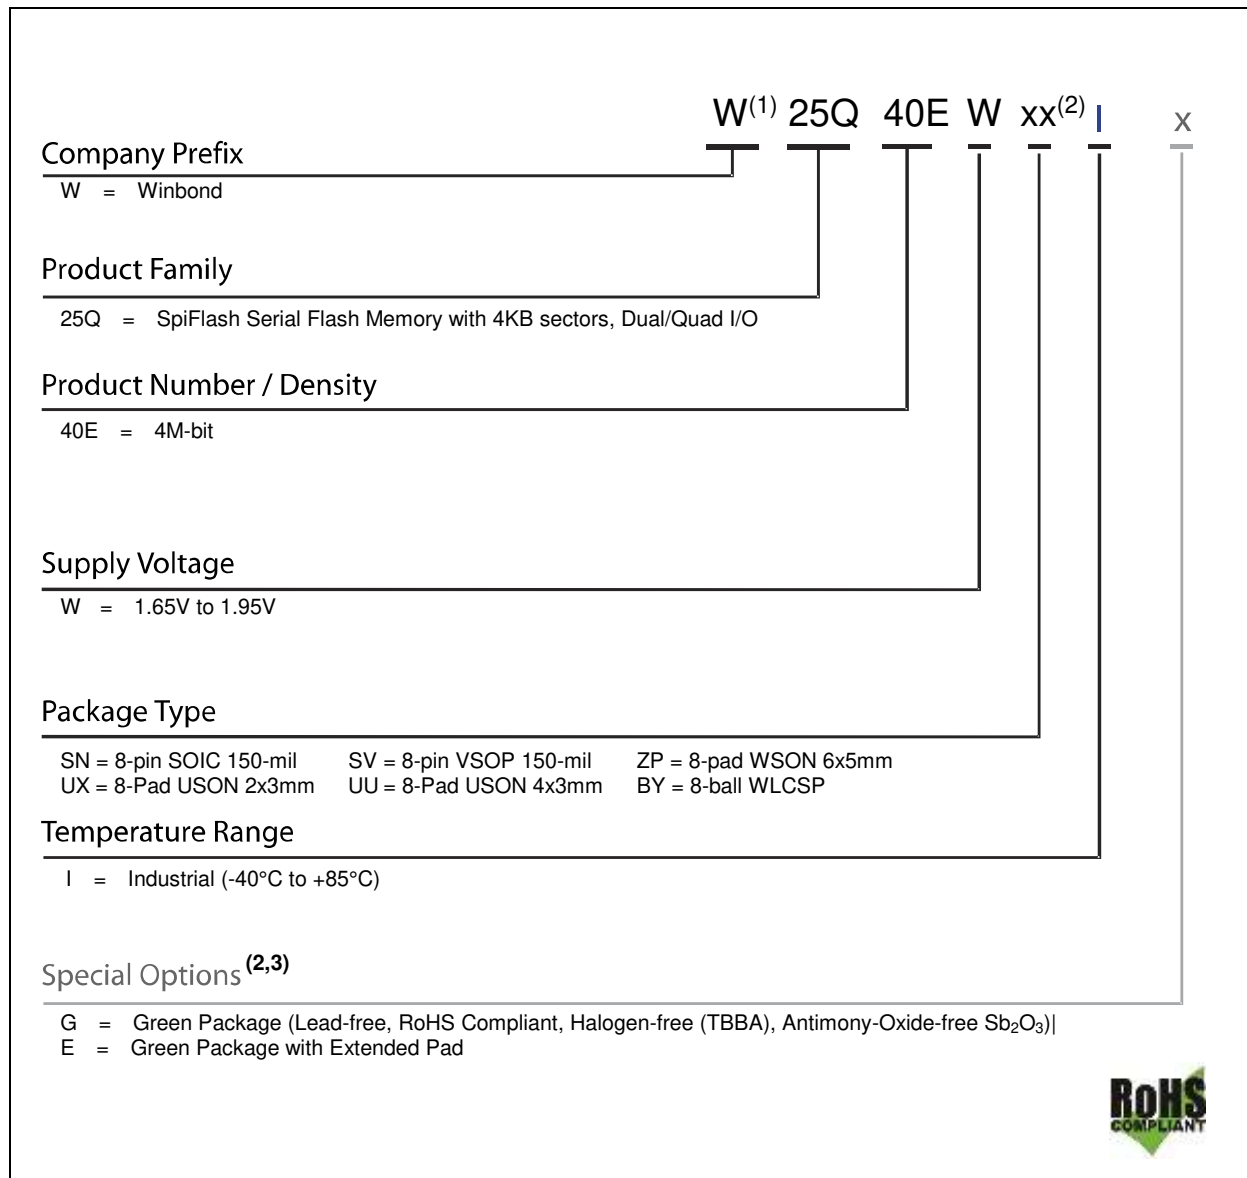 W(1) 25Q 40E W xx(2) I x
Company Prefix
W = Winbond
Product Family
25Q = SpiFlash Serial Flash Memory with 4KB sectors, Dual/Quad I/O
Product Number / Density
40E = 4M-bit
Supply Voltage
W = 1.65V to 1.95V
Package Type
SN = 8-pin SOIC 150-mil SV = 8-pin VSOP 150-mil ZP = 8-pad WSON 6x5mm
UX = 8-Pad USON 2x3mm UU = 8-Pad USON 4x3mm BY = 8-ball WLCSP
Temperature Range
I = Industrial (-40°C to +85°C)
Special Options (2,3)
G = Green Package (Lead-free, RoHS Compliant, Halogen-free (TBBA), Antimony-Oxide-free Sb₂O₃)|
E = Green Package with Extended Pad
RoHS
COMPLIANT